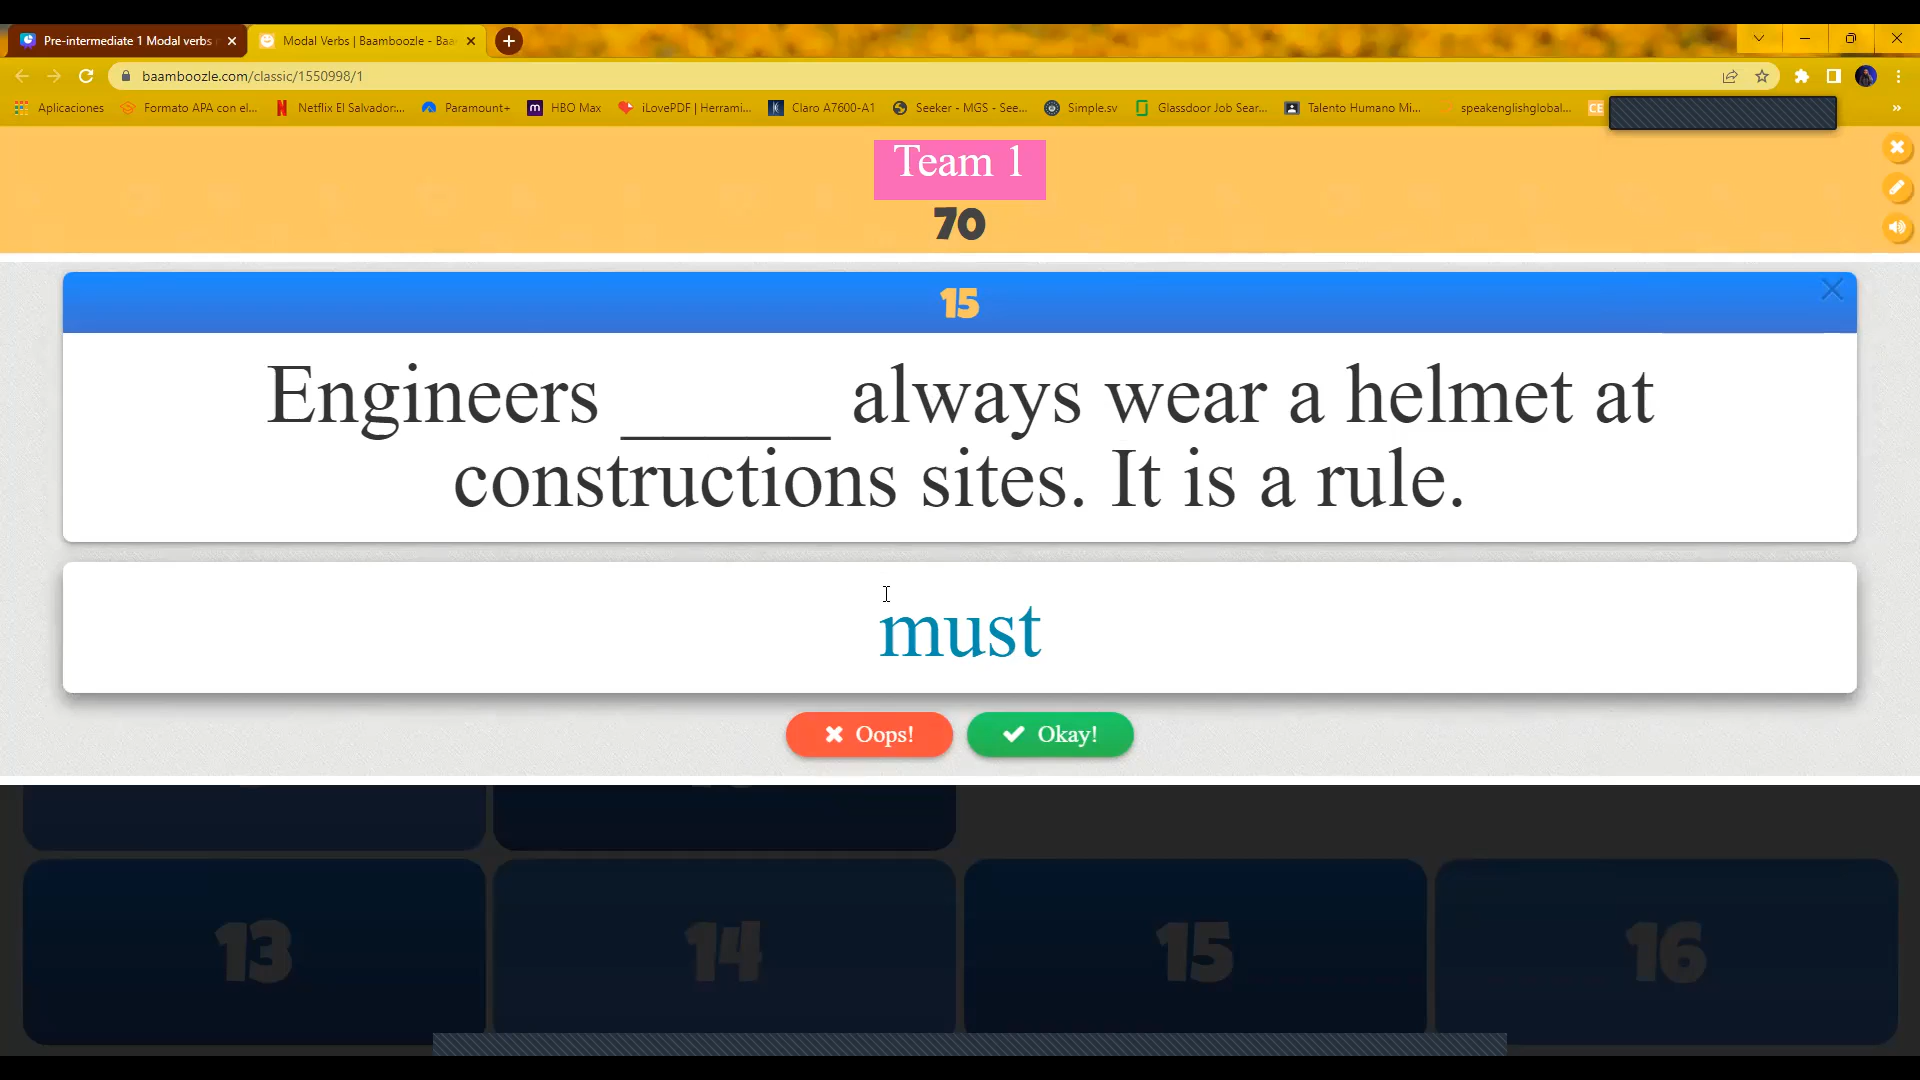 Pre-intermediate 1 Modal verbs
Modal Verbs | Baamboozle - Baa
baamboozle.com/classic/1550998/1
Aplicaciones
Formato APA con el...
Netflix El Salvador:...
Paramount+
HBO Max
iLovePDF | Herrami...
Claro A7600-A1
Seeker - MGS - See...
Simple.sv
Glassdoor Job Sear...
Talento Humano Mi...
speakenglishglobal...
CE
Team 1
70
15
Engineers _____ always wear a helmet at
constructions sites. It is a rule.
must
Oops!
Okay!
13
14
15
16